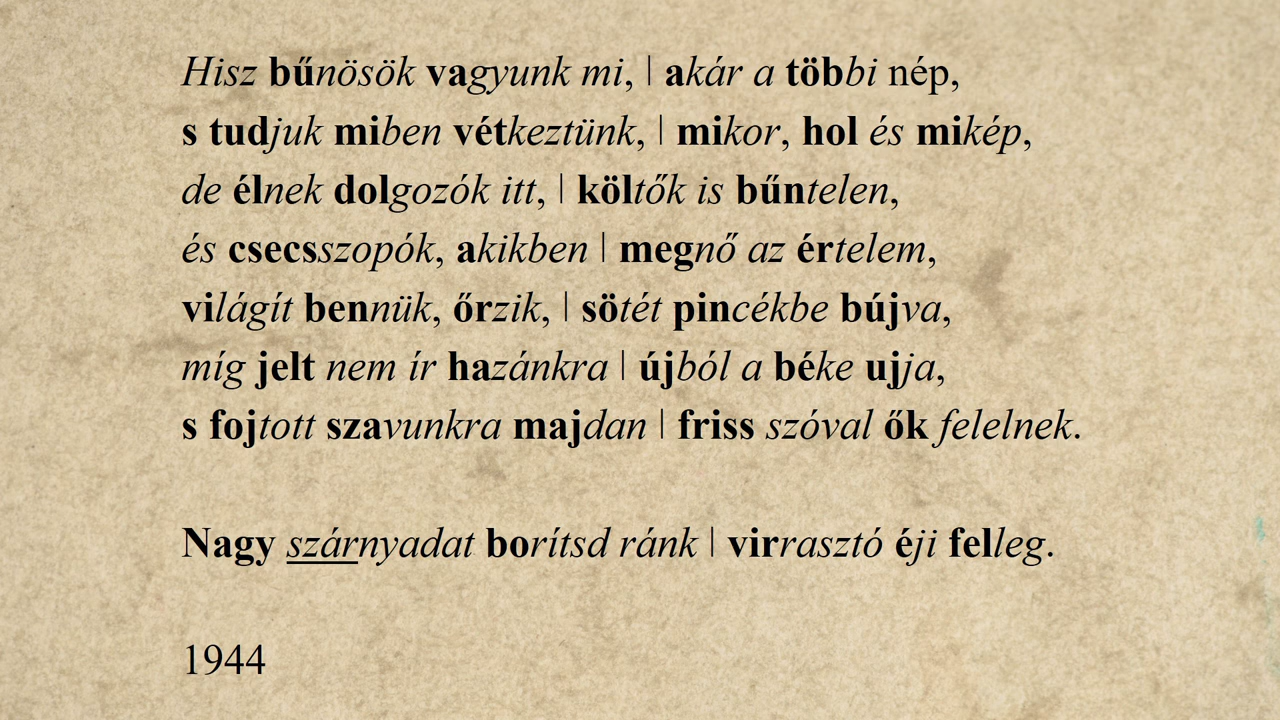 Hisz bűnösök vagyunk mi, | akár a többi nép,
s tudjuk miben vétkeztünk, | mikor, hol és mikép,
de élnek dolgozók itt, | költők is bűntelen,
és csecsszopók, akikben | megnő az értelem,
világít bennük, őrzik, | sötét pincékbe bújva,
míg jelt nem ír hazánkra | újból a béke ujja,
s fojtott szavunkra majdan | friss szóval ők felelnek.
Nagy szárnyadat borítsd ránk | virrasztó éji felleg.
1944